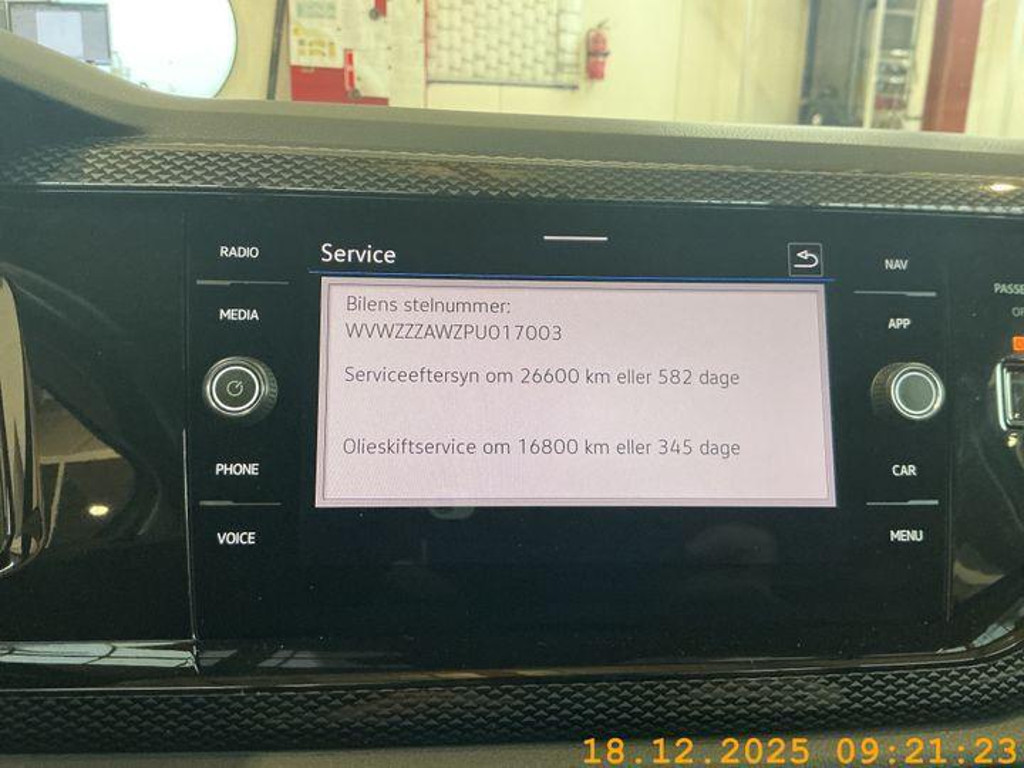 RADIO
MEDIA
PHONE
VOICE
Service
Bilens stelnummer:
WVWZZZAWZPU017003
Serviceeftersyn om 26600 km eller 582 dage
Olieskiftservice om 16800 km eller 345 dage
NAV
APP
CAR
MENU
PASSE
18.12.2025 09:21:23